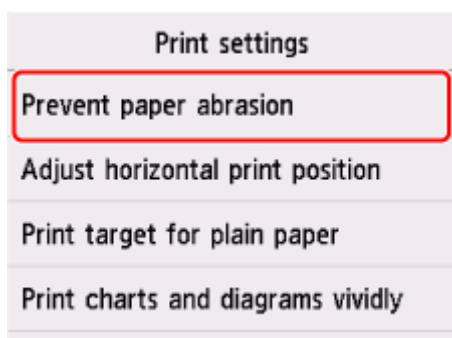 Print settings
Prevent paper abrasion
Adjust horizontal print position
Print target for plain paper
Print charts and diagrams vividly